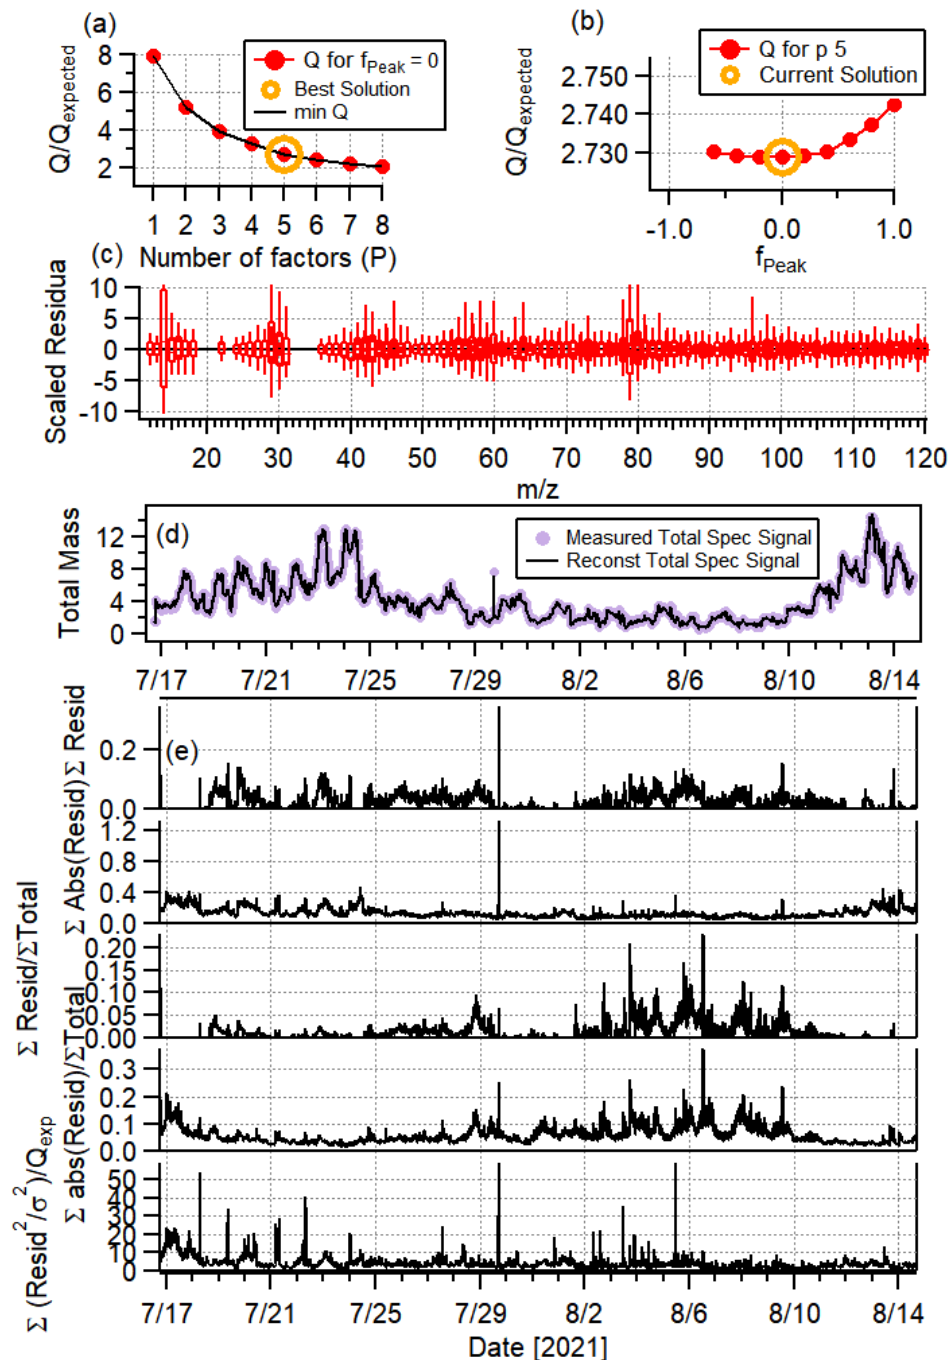 (a)
Q/Qexpected
8
6
4
2
Q for fPeak = 0
Best Solution
min Q
1 2 3 4 5 6 7 8
Number of factors (P)
(b)
Q/Qexpected
2.750
2.740
2.730
Q for p 5
Current Solution
-1.0 0.0 1.0
fPeak
(c)
Scaled Residua
10
5
0
-5
-10
20 30 40 50 60 70 80 90 100 110 120
m/z
(d)
Total Mass
12
8
4
0
Measured Total Spec Signal
Reconst Total Spec Signal
7/17 7/21 7/25 7/29 8/2 8/6 8/10 8/14
(e)
Σ Resid
0.2
0.0
Σ Abs(Resid)
1.2
0.8
0.4
0.0
Σ Resid/ΣTotal
0.20
0.15
0.10
0.05
0.00
Σ abs(Resid)/ΣTotal
0.3
0.2
0.1
0.0
Σ (Resid²/σ²)/Qexp
50
40
30
20
10
0
7/17 7/21 7/25 7/29 8/2 8/6 8/10 8/14
Date [2021]